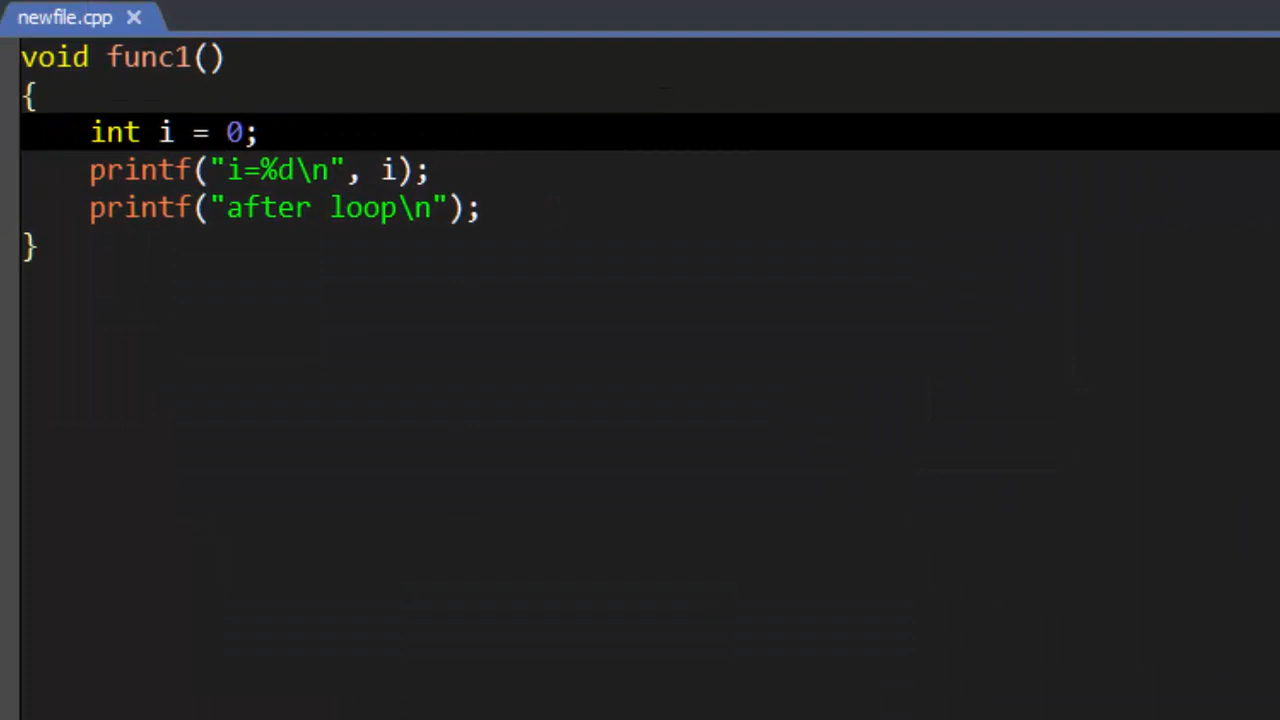 newfile.cpp ×
void func1()
{
    int i = 0;
    printf("i=%d\n", i);
    printf("after loop\n");
}